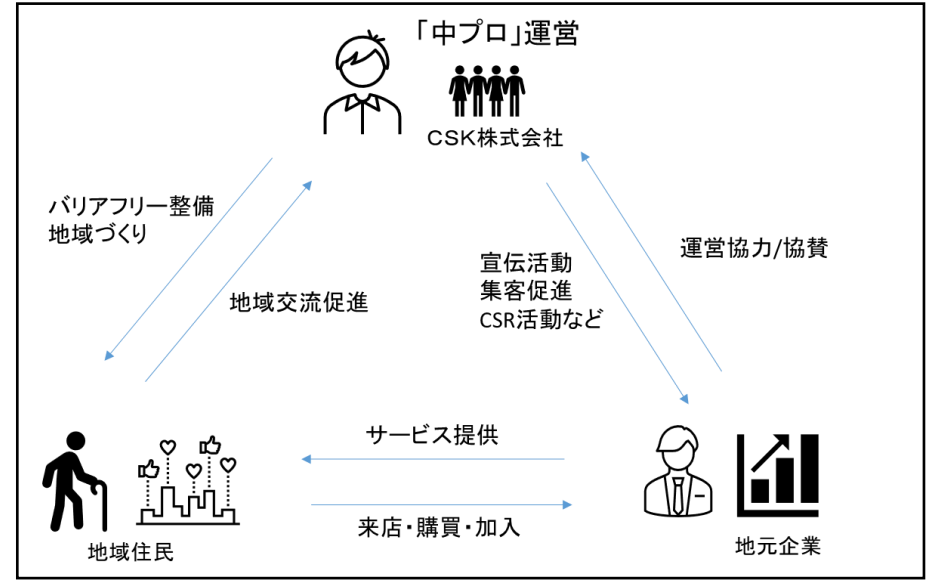 「中プロ」運営
CSK株式会社
バリアフリー整備
地域づくり
地域交流促進
宣伝活動
集客促進
CSR活動など
運営協力/協賛
サービス提供
来店・購買・加入
地域住民
地元企業